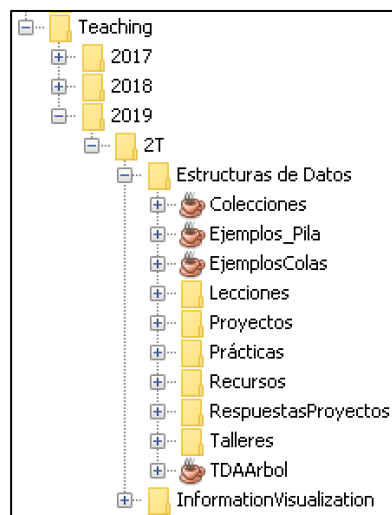 Teaching
2017
2018
2019
2T
Estructuras de Datos
Colecciones
Ejemplos_Pila
EjemplosColas
Lecciones
Proyectos
Prácticas
Recursos
RespuestasProyectos
Talleres
TDAArbol
InformationVisualization